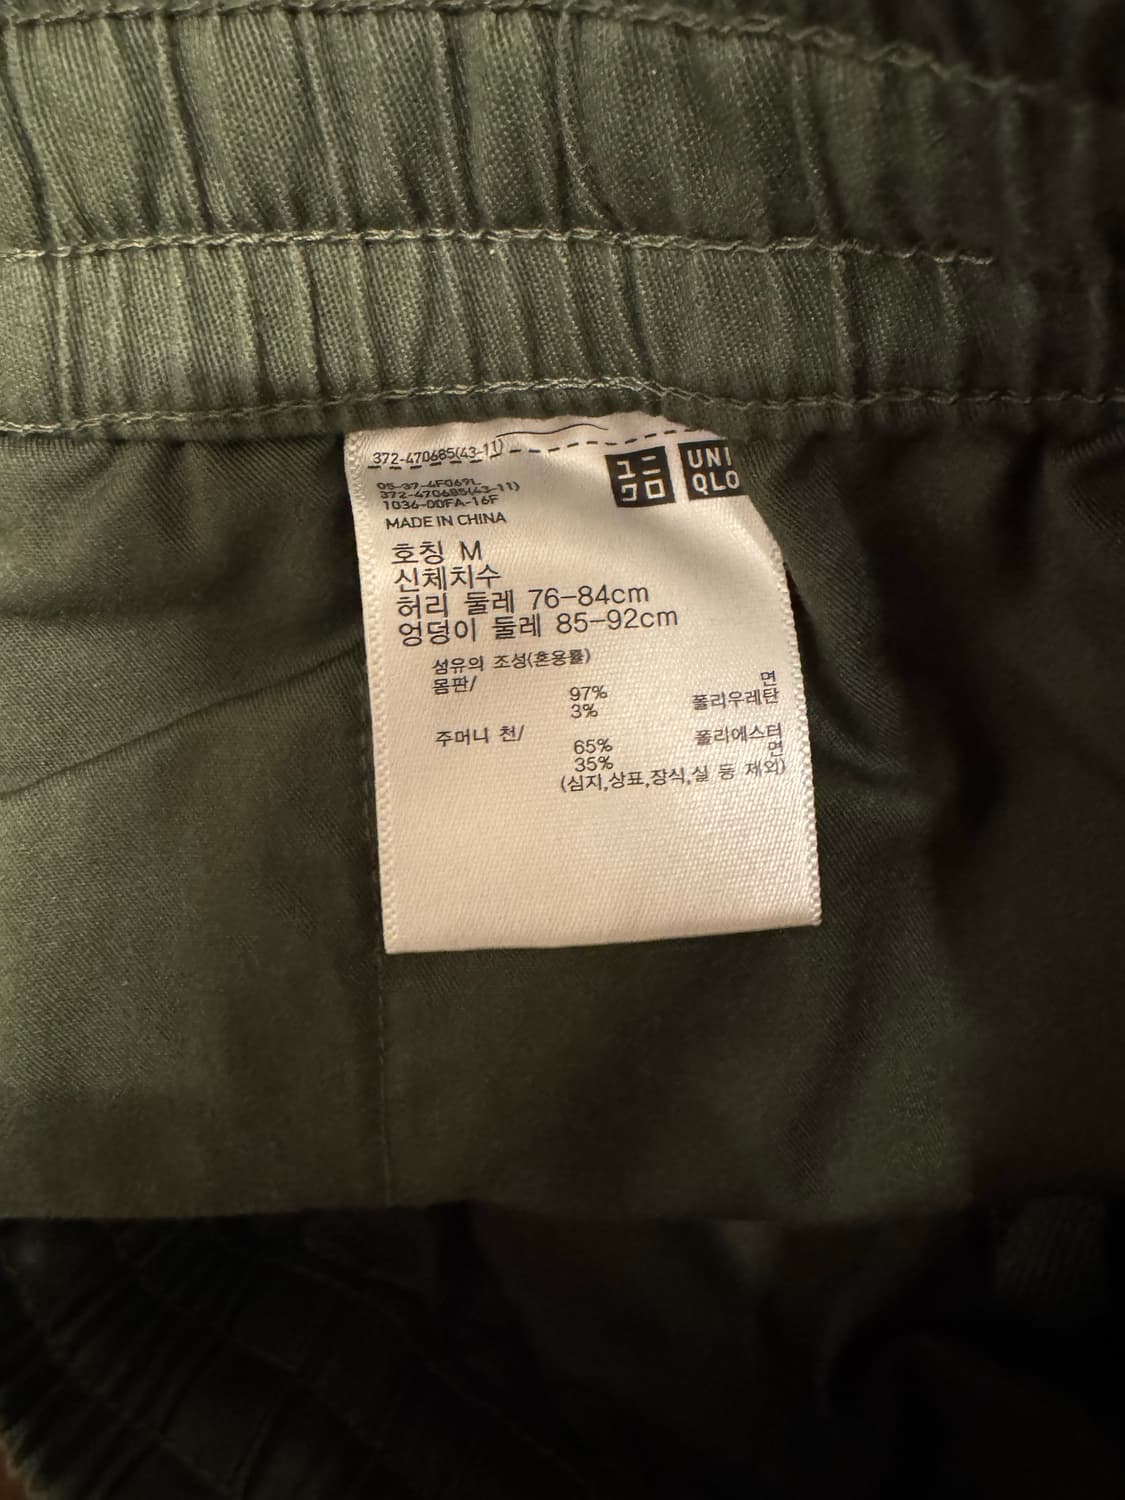 372-470685(43-11)
ユニ
クロ
UNI
QLO
05-37-4F069L
372-470685(43-11)
1036-00FA-16F
MADE IN CHINA
호칭 M
신체치수
허리 둘레 76-84cm
엉덩이 둘레 85-92cm
섬유의 조성(혼용률)
몸판/
97% 면
3% 폴리우레탄
주머니 천/
65% 폴리에스터
35% 면
(심지,상표,장식,실 등 제외)